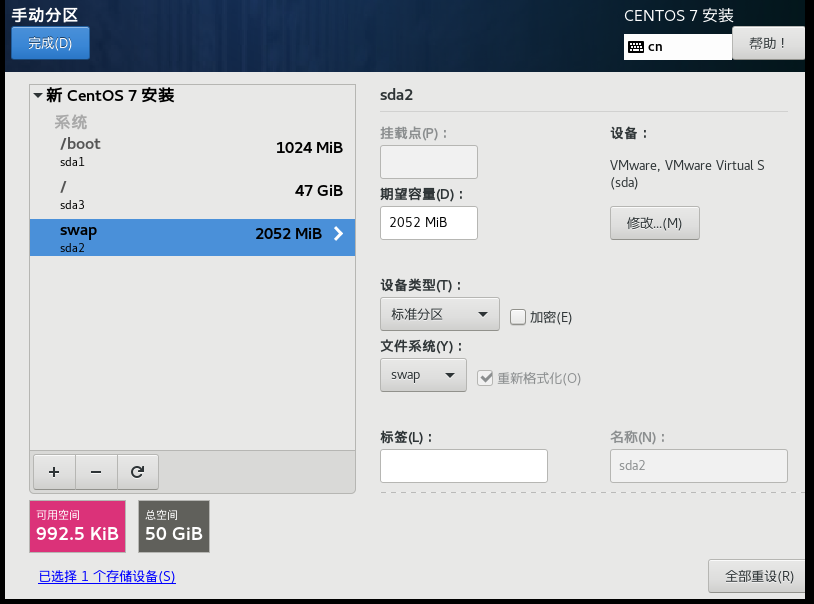 手动分区
CENTOS 7 安装
完成(D)
cn
帮助！
新 CentOS 7 安装
系统
/boot
1024 MiB
sda1
/
47 GiB
sda3
swap
2052 MiB
sda2
sda2
挂载点(P)：
设备：
VMware, VMware Virtual S
(sda)
期望容量(D)：
2052 MiB
修改...(M)
设备类型(T)：
标准分区
加密(E)
文件系统(Y)：
swap
重新格式化(O)
标签(L)：
名称(N)：
sda2
可用空间
992.5 KiB
总空间
50 GiB
已选择 1 个存储设备(S)
全部重设(R)